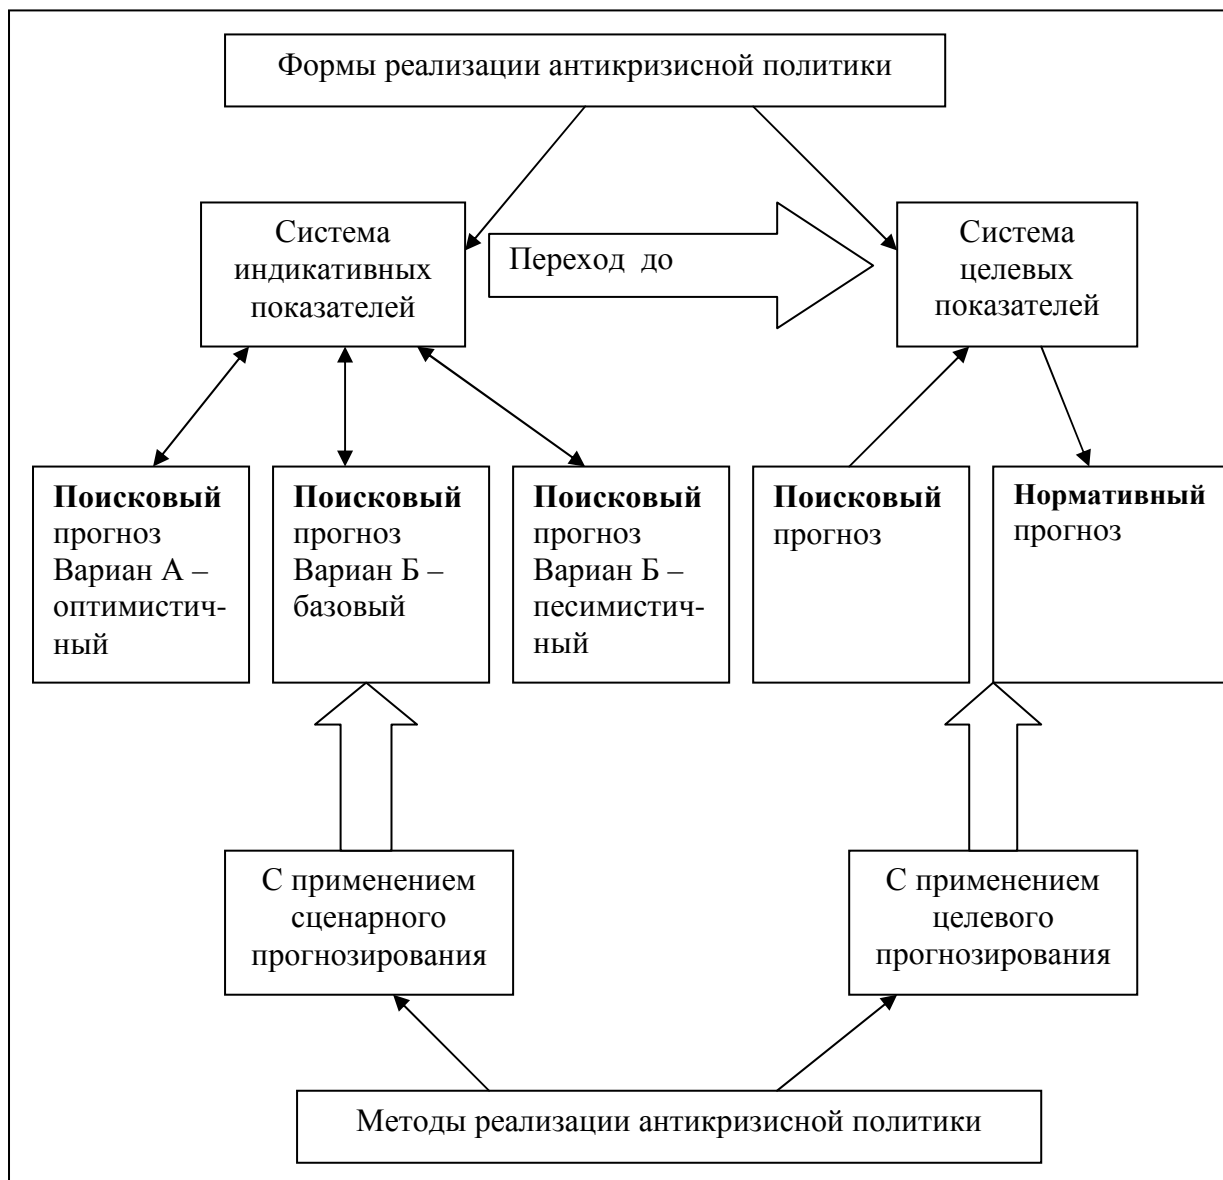 Формы реализации антикризисной политики
Система
индикативных
показателей
Переход до
Система
целевых
показателей
Поисковый
прогноз
Вариан А –
оптимистич-
ный
Поисковый
прогноз
Вариан Б –
базовый
Поисковый
прогноз
Вариан Б –
песимистич-
ный
Поисковый
прогноз
Нормативный
прогноз
С применением
сценарного
прогнозирования
С применением
целевого
прогнозирования
Методы реализации антикризисной политики